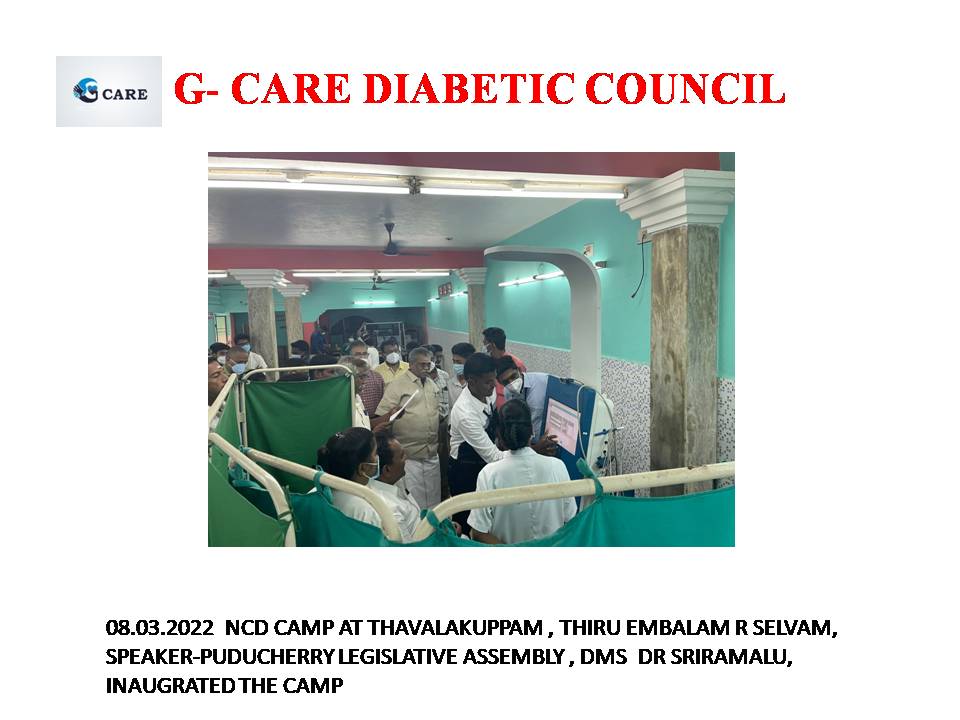 CARE
G- CARE DIABETIC COUNCIL
08.03.2022 NCD CAMP AT THAVALAKUPPAM , THIRU EMBALAM R SELVAM,
SPEAKER-PUDUCHERRY LEGISLATIVE ASSEMBLY , DMS DR SRIRAMALU,
INAUGRATED THE CAMP